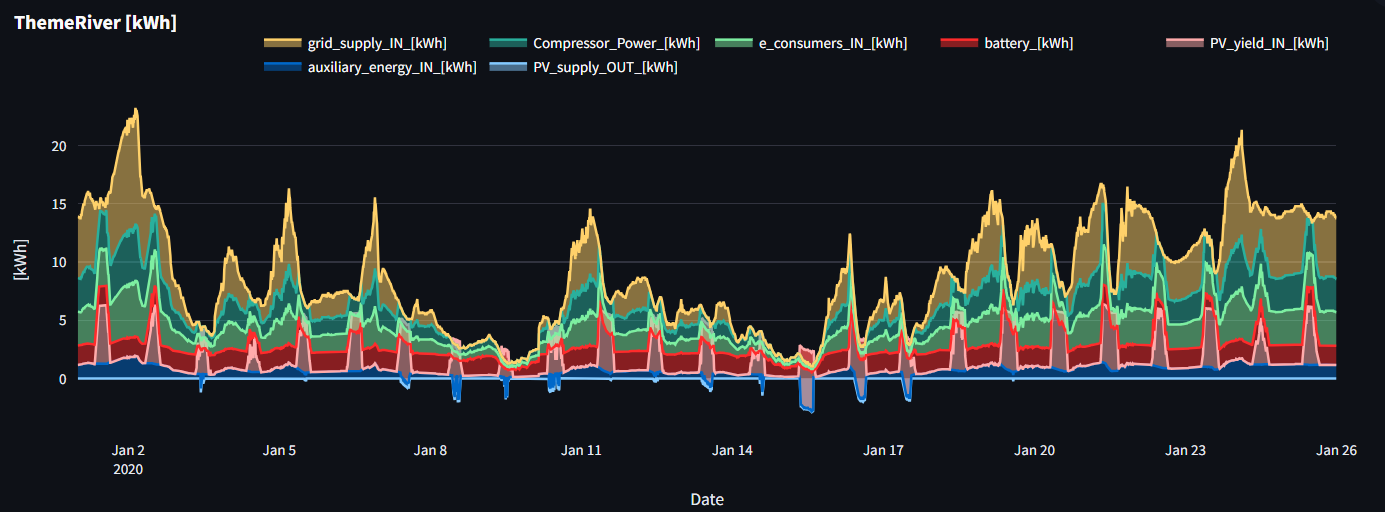 ThemeRiver [kWh]
grid_supply_IN_[kWh] Compressor_Power_[kWh] e_consumers_IN_[kWh] battery_[kWh] PV_yield_IN_[kWh]
auxiliary_energy_IN_[kWh] PV_supply_OUT_[kWh]
20
15
[kWh]
10
5
0
Jan 2 Jan 5 Jan 8 Jan 11 Jan 14 Jan 17 Jan 20 Jan 23 Jan 26
2020
Date